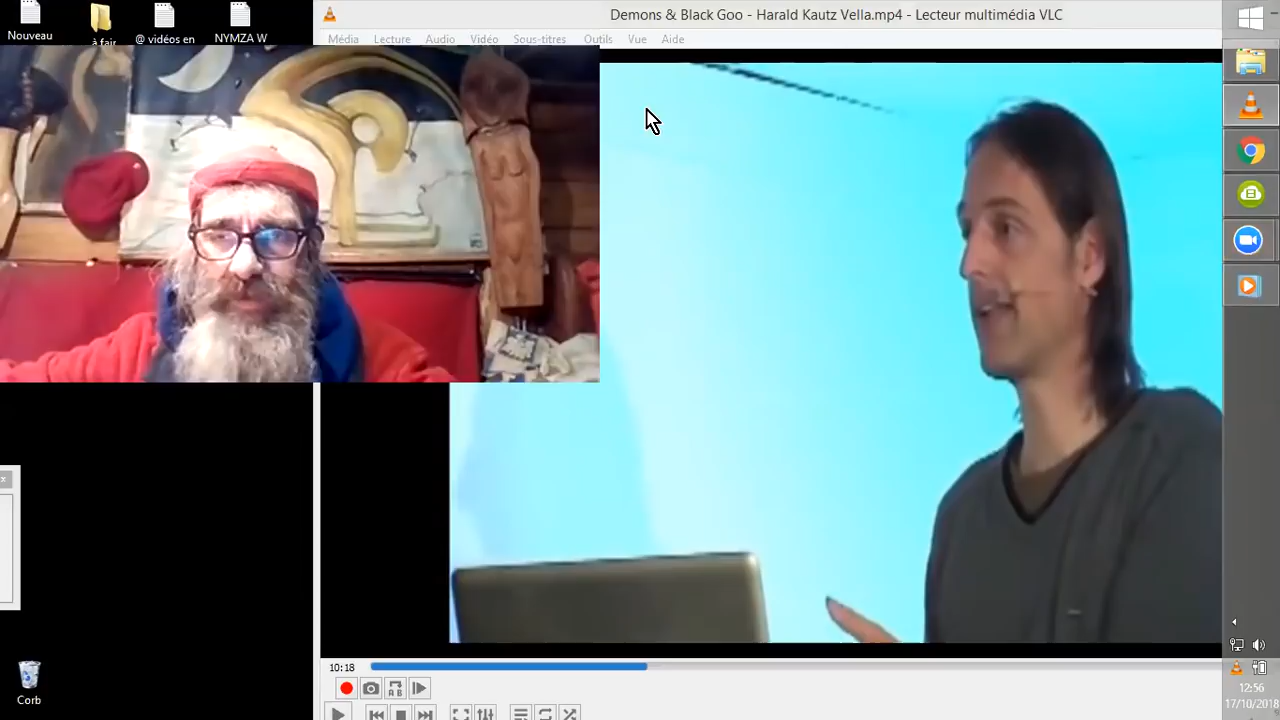 Demons & Black Goo - Harald Kautz Vella.mp4 - Lecteur multimédia VLC
Nouveau
à fair
@ vidéos en
NYMZA W
Média Lecture Audio Vidéo Sous-titres Outils Vue Aide
10:18
A B
Corb
12:56
17/10/2018